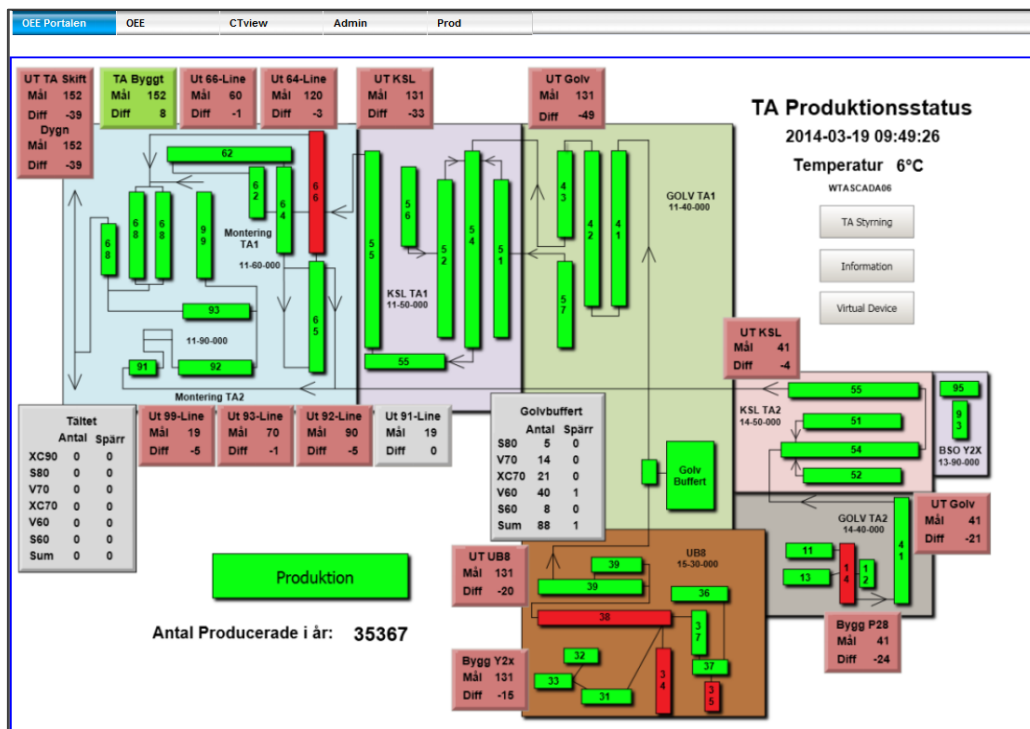 OEE Portalen OEE CTview Admin Prod
UT TA Skift
Mål 152
Diff -39
Dygn
Mål 152
Diff -39
TA Byggt
Mål 152
Diff 8
Ut 66-Line
Mål 60
Diff -1
Ut 64-Line
Mål 120
Diff -3
UT KSL
Mål 131
Diff -33
UT Golv
Mål 131
Diff -49
TA Produktionsstatus
2014-03-19 09:49:26
Temperatur 6°C
WTASCADA06
TA Styrning
Information
Virtual Device
62
62
64
66
68
68
68
99
65
Montering
TA1
11-60-000
93
11-90-000
91
92
Montering TA2
55
56
52
54
51
KSL TA1
11-50-000
55
43
42
41
57
GOLV TA1
11-40-000
UT KSL
Mål 41
Diff -4
55
KSL TA2
14-50-000
51
54
52
95
93
BSO Y2X
13-90-000
Tältet
Antal Spärr
XC90 0 0
S80 0 0
V70 0 0
XC70 0 0
V60 0 0
S60 0 0
Sum 0 0
Ut 99-Line
Mål 19
Diff -5
Ut 93-Line
Mål 70
Diff -1
Ut 92-Line
Mål 90
Diff -5
Ut 91-Line
Mål 19
Diff 0
Golvbuffert
Antal Spärr
S80 5 0
V70 14 0
XC70 21 0
V60 40 1
S60 8 0
Sum 88 1
Golv
Buffert
GOLV TA2
14-40-000
41
11
13
14
12
UT Golv
Mål 41
Diff -21
Bygg P28
Mål 41
Diff -24
UT UB8
Mål 131
Diff -20
UB8
15-30-000
39
39
36
38
37
37
32
33
31
34
35
Bygg Y2x
Mål 131
Diff -15
Produktion
Antal Producerade i år: 35367